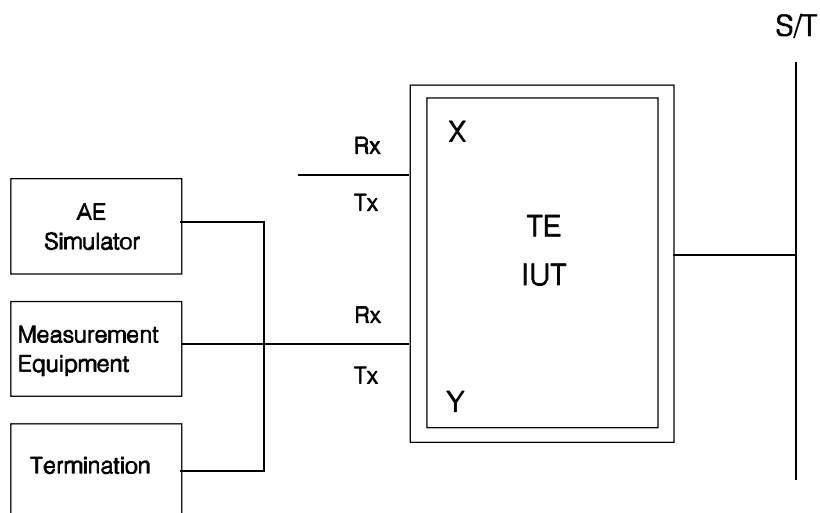 S/T
Rx
Tx
X
TE
IUT
Y
AE
Simulator
Measurement
Equipment
Termination
Rx
Tx